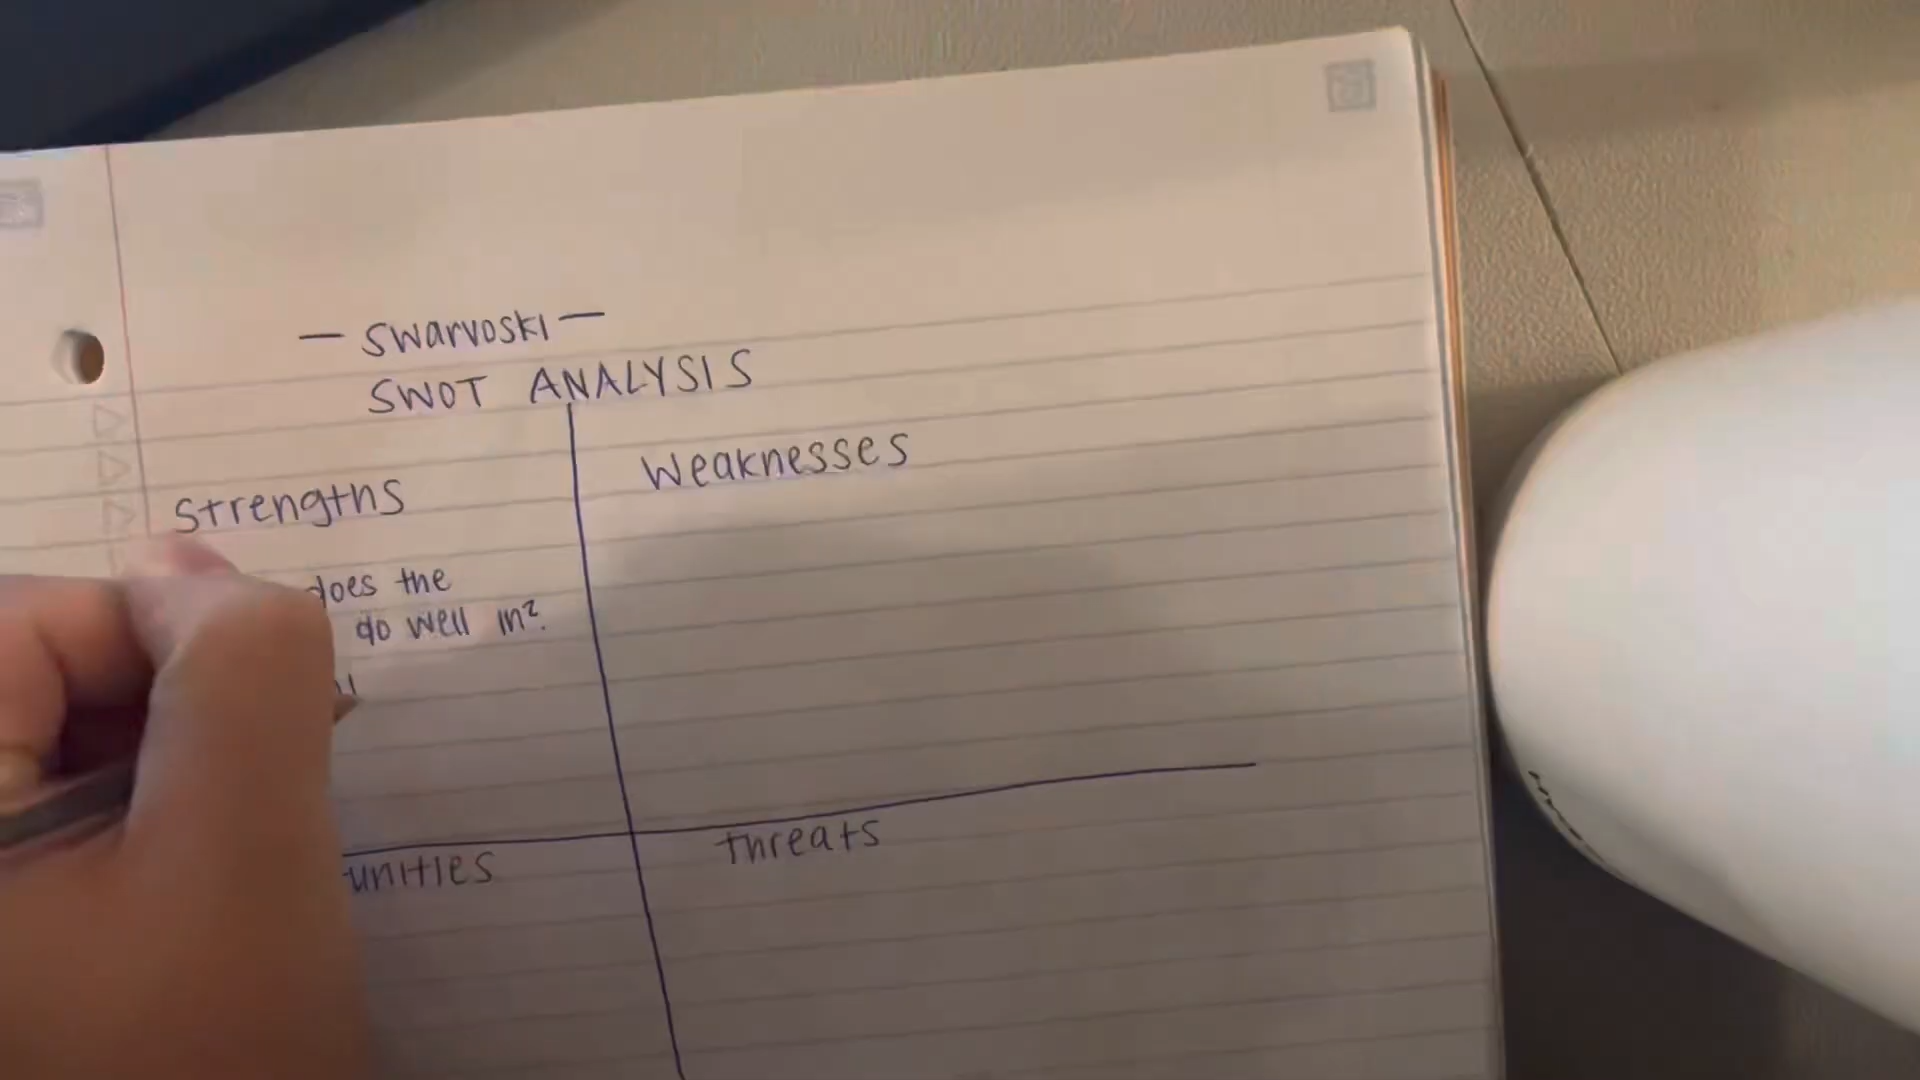 — Swarvoski —
SWOT ANALYSIS
Strengths
Weaknesses
does the
do well in?
unities
threats